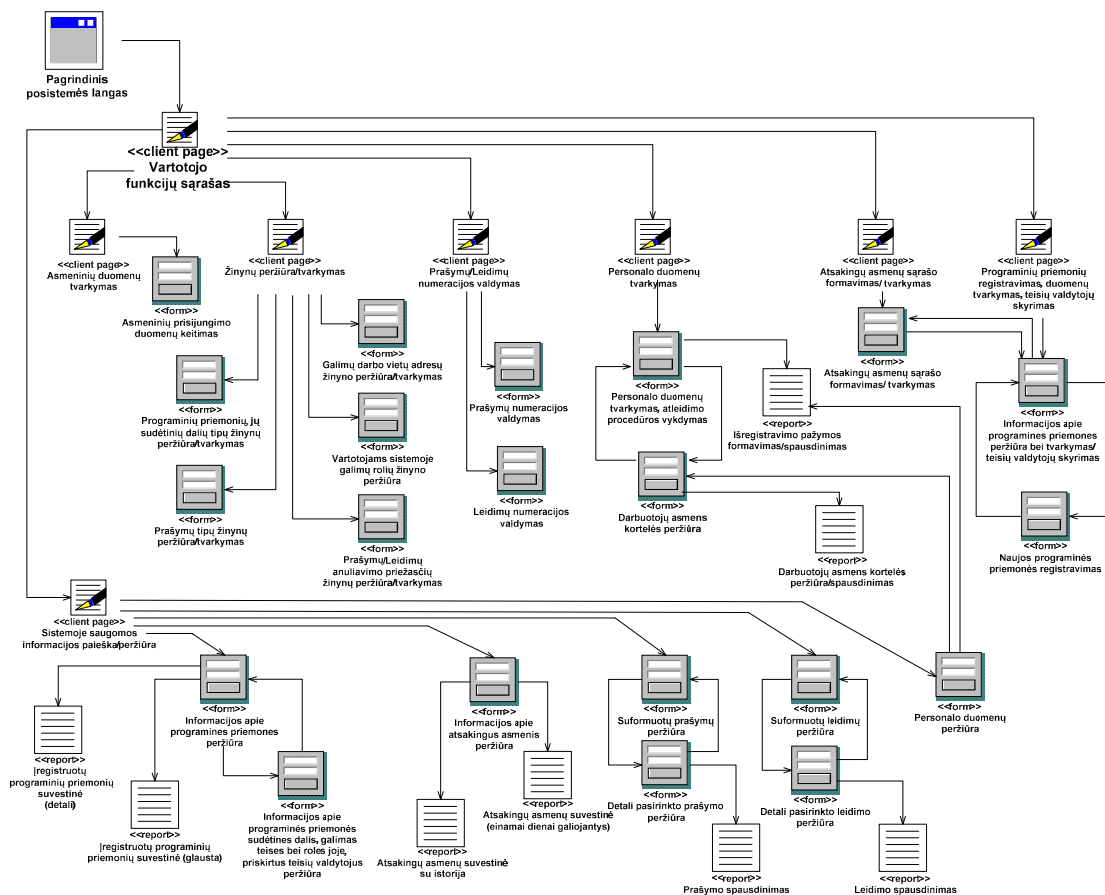 Pagrindinis
posistemės langas
<<client page>>
Vartotojo
funkcijų sąrašas
<<client page>>
Asmeninių duomenų
tvarkymas
<<form>>
Asmeninių prisijungimo
duomenų keitimas
<<client page>>
Žinynų peržiūra/tvarkymas
<<form>>
Galimų darbo vietų adresų
žinyno peržiūra/tvarkymas
<<form>>
Programinių priemonių, jų
sudėtinių dalių tipų žinynų
peržiūra/tvarkymas
<<form>>
Vartotojams sistemoje
galimų rolių žinyno
peržiūra
<<form>>
Prašymų tipų žinynų
peržiūra/tvarkymas
<<form>>
Prašymų/Leidimų
anuliavimo priežasčių
žinynų peržiūra/tvarkymas
<<client page>>
Prašymų/Leidimų
numeracijos valdymas
<<form>>
Prašymų numeracijos
valdymas
<<form>>
Leidimų numeracijos
valdymas
<<client page>>
Personalo duomenų
tvarkymas
<<form>>
Personalo duomenų
tvarkymas, atleidimo
procedūros vykdymas
<<report>>
Išregistravimo pažymos
formavimas/spausdinimas
<<form>>
Darbuotojų asmens
kortelės peržiūra
<<report>>
Darbuotojų asmens kortelės
peržiūra/spausdinimas
<<client page>>
Atsakingų asmenų sąrašo
formavimas/ tvarkymas
<<form>>
Atsakingų asmenų sąrašo
formavimas/ tvarkymas
<<client page>>
Programinių priemonių
registravimas, duomenų
tvarkymas, teisių valdytojų
skyrimas
<<form>>
Informacijos apie
programines priemones
peržiūra bei tvarkymas/
teisių valdytojų skyrimas
<<form>>
Naujos programinės
priemonės registravimas
<<client page>>
Sistemoje saugomos
informacijos paieška/peržiūra
<<form>>
Informacijos apie
programines priemones
peržiūra
<<report>>
Įregistruotų
programinių priemonių
suvestinė
(detali)
<<report>>
Įregistruotų programinių
priemonių suvestinė (glausta)
<<form>>
Informacijos apie
programinės priemonės
sudėtines dalis, galimas
teises bei roles joje,
priskirtus teisių valdytojus
peržiūra
<<form>>
Informacijos apie
atsakingus asmenis
peržiūra
<<report>>
Atsakingų asmenų suvestinė
su istorija
<<report>>
Atsakingų asmenų suvestinė
(einamai dienai galiojantys)
<<form>>
Suformuotų prašymų
peržiūra
<<form>>
Detali pasirinkto prašymo
peržiūra
<<report>>
Prašymo spausdinimas
<<form>>
Suformuotų leidimų
peržiūra
<<form>>
Detali pasirinkto leidimo
peržiūra
<<report>>
Leidimo spausdinimas
<<form>>
Personalo duomenų
peržiūra